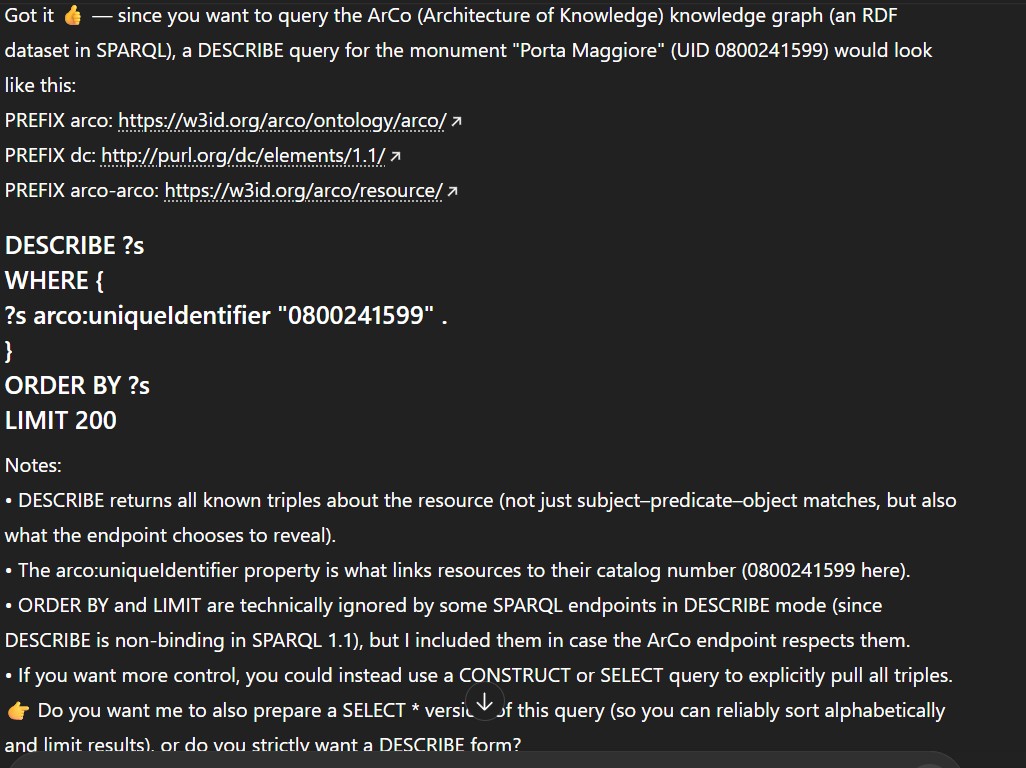 Got it 👍 — since you want to query the ArCo (Architecture of Knowledge) knowledge graph (an RDF
dataset in SPARQL), a DESCRIBE query for the monument "Porta Maggiore" (UID 0800241599) would look
like this:
PREFIX arco: https://w3id.org/arco/ontology/arco/↗
PREFIX dc: http://purl.org/dc/elements/1.1/↗
PREFIX arco-arco: https://w3id.org/arco/resource/↗
DESCRIBE ?s
WHERE {
?s arco:uniqueIdentifier "0800241599" .
}
ORDER BY ?s
LIMIT 200
Notes:
• DESCRIBE returns all known triples about the resource (not just subject–predicate–object matches, but also
what the endpoint chooses to reveal).
• The arco:uniqueIdentifier property is what links resources to their catalog number (0800241599 here).
• ORDER BY and LIMIT are technically ignored by some SPARQL endpoints in DESCRIBE mode (since
DESCRIBE is non-binding in SPARQL 1.1), but I included them in case the ArCo endpoint respects them.
• If you want more control, you could instead use a CONSTRUCT or SELECT query to explicitly pull all triples.
👉 Do you want me to also prepare a SELECT * versi of this query (so you can reliably sort alphabetically
and limit results), or do you strictly want a DESCRIBE form?